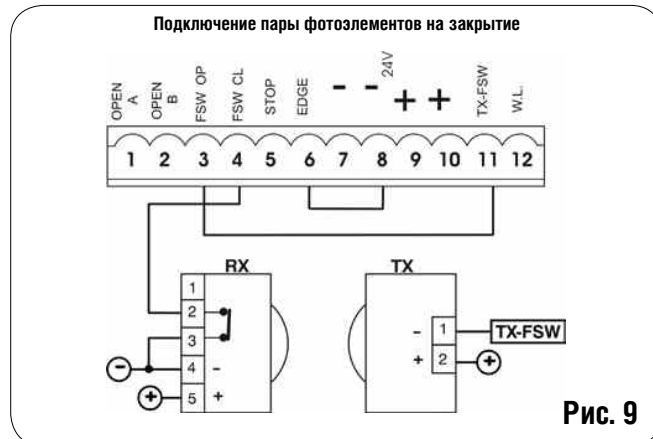 Подключение пары фотоэлементов на закрытие
OPEN A
OPEN B
FSW OP
FSW CL
STOP
EDGE
-
-
24V
+
+
TX-FSW
W.L.
1 2 3 4 5 6 7 8 9 10 11 12
RX
TX
1
2
3
4 -
5 +
-
+
- 1
+ 2
TX-FSW
+
Рис. 9